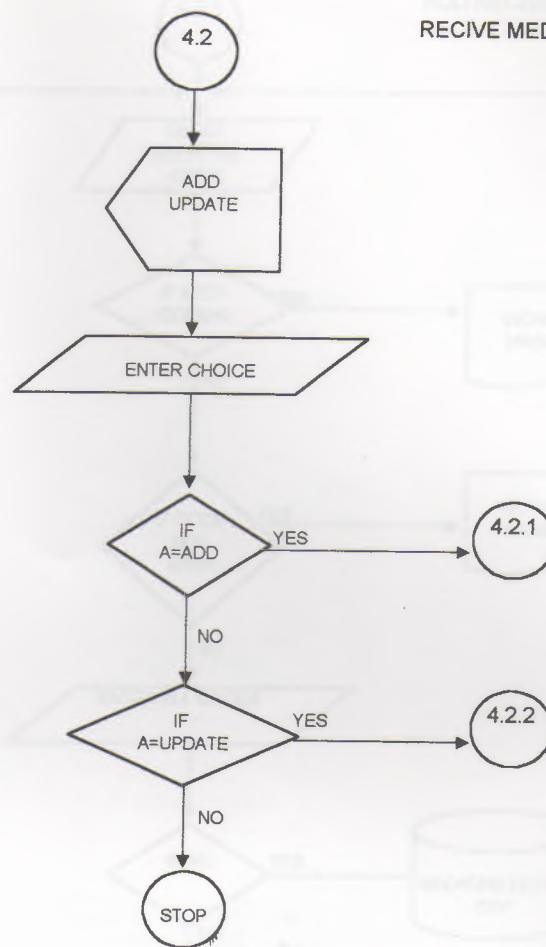 4.2
RECIVE MED
ADD
UPDATE
ENTER CHOICE
IF
A=ADD
YES
4.2.1
NO
IF
A=UPDATE
YES
4.2.2
NO
STOP